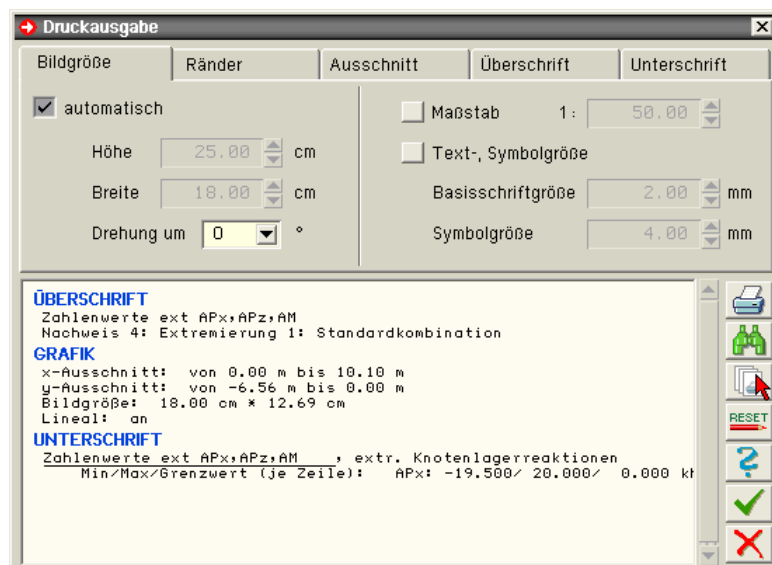 Druckausgabe
Bildgröße Ränder Ausschnitt Überschrift Unterschrift
automatisch
Höhe 25.00 cm
Breite 18.00 cm
Drehung um 0 °
Maßstab 1: 50.00
Text-, Symbolgröße
Basisschriftgröße 2.00 mm
Symbolgröße 4.00 mm
ÜBERSCHRIFT
Zahlenwerte ext APx,APz,AM
Nachweis 4: Extremierung 1: Standardkombination
GRAFIK
x-Ausschnitt: von 0.00 m bis 10.10 m
y-Ausschnitt: von -6.56 m bis 0.00 m
Bildgröße: 18.00 cm * 12.69 cm
Lineal: an
UNTERSCHRIFT
Zahlenwerte ext APx,APz,AM , extr. Knotenlagerreaktionen
Min/Max/Grenzwert (je Zeile): APx: -19.500/ 20.000/ 0.000
RESET